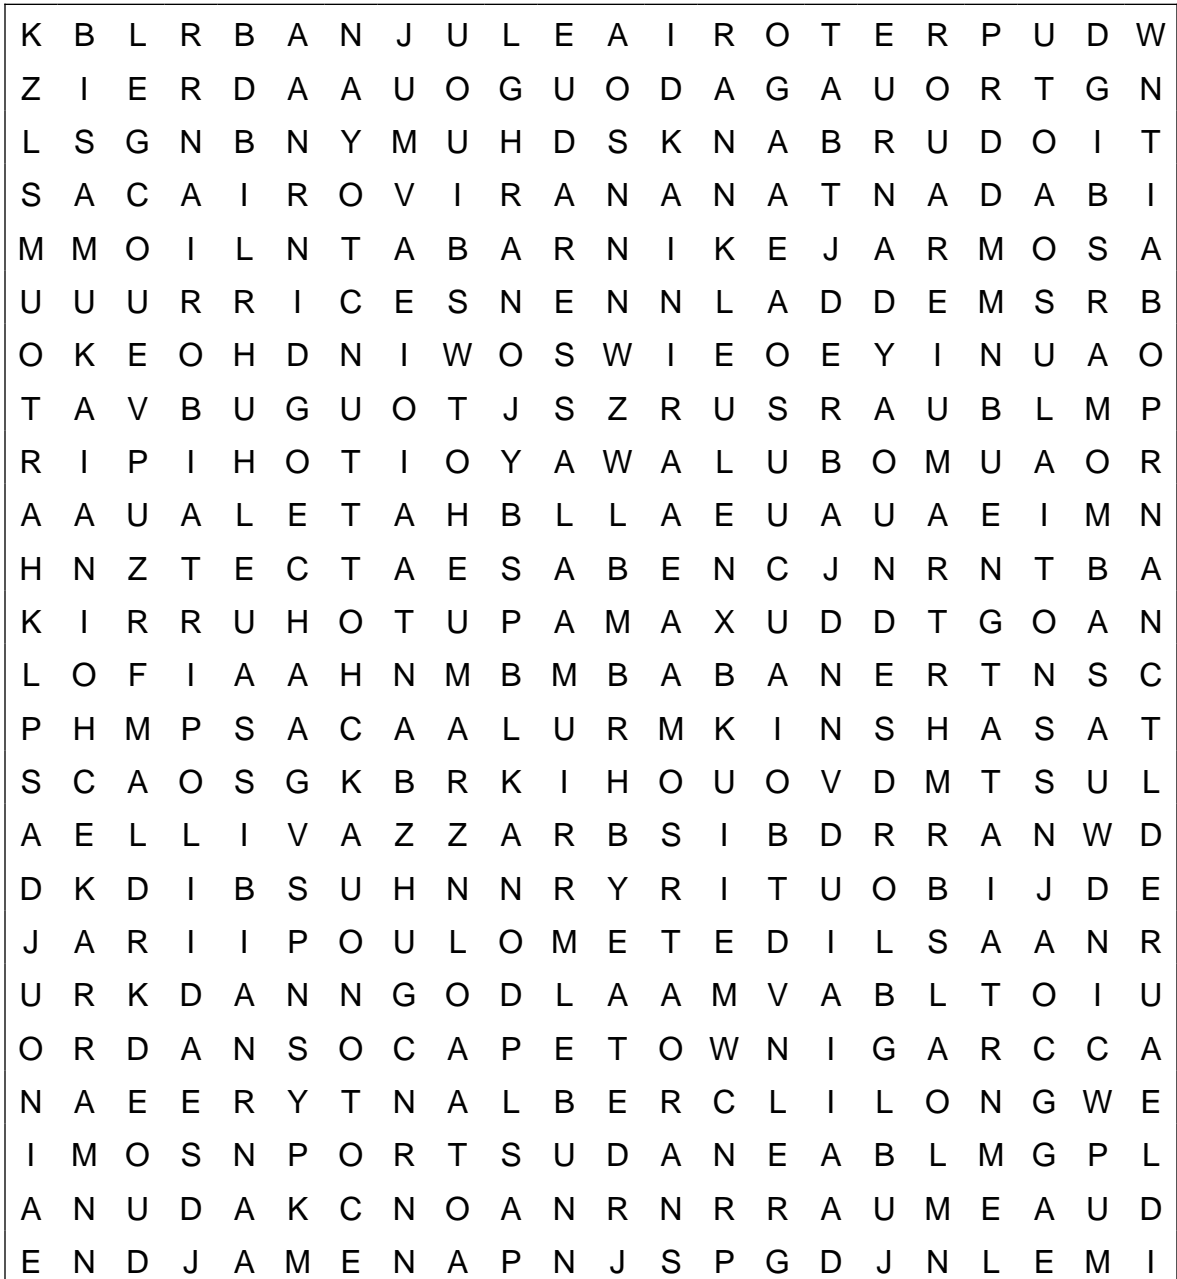 K B L R B A N J U L E A I R O T E R P U D W
Z I E R D A A U O G U O D A G A U O R T G N
L S G N B N Y M U H D S K N A B R U D O I T
S A C A I R O V I R A N A N A T N A D A B I
M M O I L N T A B A R N I K E J A R M O S A
U U U R R I C E S N E N N L A D D E M S R B
O K E O H D N I W O S W I E O E Y I N U A O
T A V B U G U O T J S Z R U S R A U B L M P
R I P I H O T I O Y A W A L U B O M U A O R
A A U A L E T A H B L L A E U A U A E I M N
H N Z T E C T A E S A B E N C J N R N T B A
K I R R U H O T U P A M A X U D D T G O A N
L O F I A A H N M B M B A B A N E R T N S C
P H M P S A C A A L U R M K I N S H A S A T
S C A O S G K B R K I H O U O V D M T S U L
A E L L I V A Z Z A R B S I B D R R A N W D
D K D I B S U H N N R Y R I T U O B I J D E
J A R I I P O U L O M E T E D I L S A A N R
U R K D A N N G O D L A A M V A B L T O I U
O R D A N S O C A P E T O W N I G A R C C A
N A E E R Y T N A L B E R C L I L O N G W E
I M O S N P O R T S U D A N E A B L M G P L
A N U D A K C N O A N R N R R A U M E A U D
E N D J A M E N A P N J S P G D J N L E M I